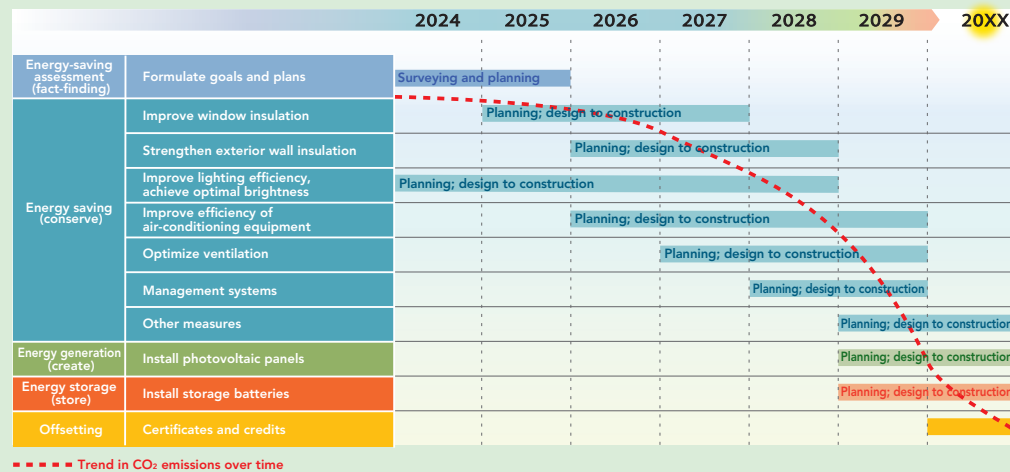 2024 2025 2026 2027 2028 2029 20XX
Energy-saving
assessment
(fact-finding)
Formulate goals and plans
Surveying and planning
Energy saving
(conserve)
Improve window insulation
Planning; design to construction
Strengthen exterior wall insulation
Planning; design to construction
Improve lighting efficiency,
achieve optimal brightness
Planning; design to construction
Improve efficiency of
air-conditioning equipment
Planning; design to construction
Optimize ventilation
Planning; design to construction
Management systems
Planning; design to construction
Other measures
Planning; design to construction
Energy generation
(create)
Install photovoltaic panels
Planning; design to construction
Energy storage
(store)
Install storage batteries
Planning; design to construction
Offsetting
Certificates and credits
Trend in CO₂ emissions over time